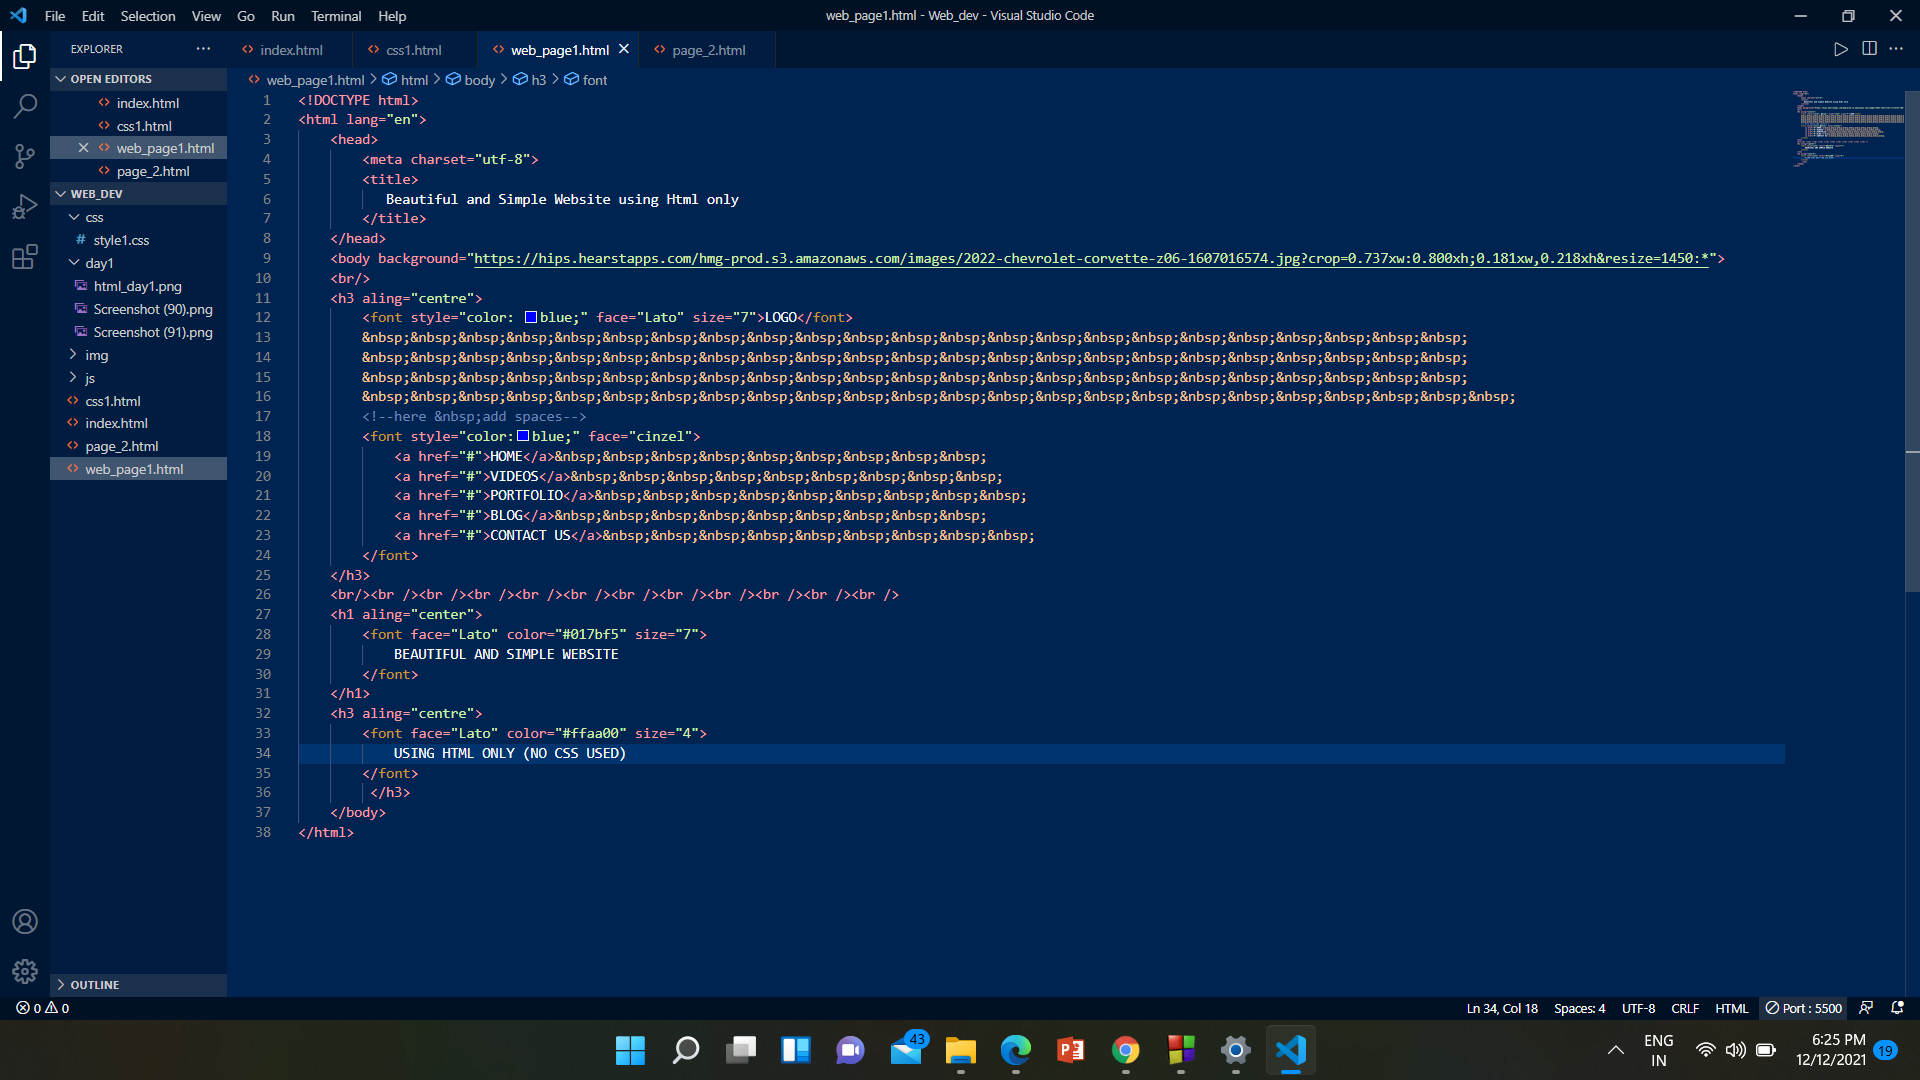 File Edit Selection View Go Run Terminal Help
web_page1.html - Web_dev - Visual Studio Code
EXPLORER
OPEN EDITORS
index.html
css1.html
web_page1.html
page_2.html
WEB_DEV
css
# style1.css
day1
html_day1.png
Screenshot (90).png
Screenshot (91).png
img
js
css1.html
index.html
page_2.html
web_page1.html
OUTLINE
index.html css1.html web_page1.html page_2.html
web_page1.html > html > body > h3 > font
1 <!DOCTYPE html>
2 <html lang="en">
3 <head>
4 <meta charset="utf-8">
5 <title>
6 Beautiful and Simple Website using Html only
7 </title>
8 </head>
9 <body background="https://hips.hearstapps.com/hmg-prod.s3.amazonaws.com/images/2022-chevrolet-corvette-z06-1607016574.jpg?crop=0.737xw:0.800xh;0.181xw,0.218xh&resize=1450:*">
10 <br/>
11 <h3 aling="centre">
12 <font style="color: blue;" face="Lato" size="7">LOGO</font>
13 &nbsp;&nbsp;&nbsp;&nbsp;&nbsp;&nbsp;&nbsp;&nbsp;&nbsp;&nbsp;&nbsp;&nbsp;&nbsp;&nbsp;&nbsp;&nbsp;&nbsp;&nbsp;&nbsp;&nbsp;&nbsp;&nbsp;&nbsp;
14 &nbsp;&nbsp;&nbsp;&nbsp;&nbsp;&nbsp;&nbsp;&nbsp;&nbsp;&nbsp;&nbsp;&nbsp;&nbsp;&nbsp;&nbsp;&nbsp;&nbsp;&nbsp;&nbsp;&nbsp;&nbsp;&nbsp;&nbsp;
15 &nbsp;&nbsp;&nbsp;&nbsp;&nbsp;&nbsp;&nbsp;&nbsp;&nbsp;&nbsp;&nbsp;&nbsp;&nbsp;&nbsp;&nbsp;&nbsp;&nbsp;&nbsp;&nbsp;&nbsp;&nbsp;&nbsp;&nbsp;
16 &nbsp;&nbsp;&nbsp;&nbsp;&nbsp;&nbsp;&nbsp;&nbsp;&nbsp;&nbsp;&nbsp;&nbsp;&nbsp;&nbsp;&nbsp;&nbsp;&nbsp;&nbsp;&nbsp;&nbsp;&nbsp;&nbsp;&nbsp;&nbsp;
17 <!--here &nbsp;add spaces-->
18 <font style="color:blue;" face="cinzel">
19 <a href="#">HOME</a>&nbsp;&nbsp;&nbsp;&nbsp;&nbsp;&nbsp;&nbsp;&nbsp;&nbsp;
20 <a href="#">VIDEOS</a>&nbsp;&nbsp;&nbsp;&nbsp;&nbsp;&nbsp;&nbsp;&nbsp;&nbsp;
21 <a href="#">PORTFOLIO</a>&nbsp;&nbsp;&nbsp;&nbsp;&nbsp;&nbsp;&nbsp;&nbsp;&nbsp;
22 <a href="#">BLOG</a>&nbsp;&nbsp;&nbsp;&nbsp;&nbsp;&nbsp;&nbsp;&nbsp;&nbsp;
23 <a href="#">CONTACT US</a>&nbsp;&nbsp;&nbsp;&nbsp;&nbsp;&nbsp;&nbsp;&nbsp;&nbsp;
24 </font>
25 </h3>
26 <br/><br /><br /><br /><br /><br /><br /><br /><br /><br /><br /><br />
27 <h1 aling="center">
28 <font face="Lato" color="#017bf5" size="7">
29 BEAUTIFUL AND SIMPLE WEBSITE
30 </font>
31 </h1>
32 <h3 aling="centre">
33 <font face="Lato" color="#ffaa00" size="4">
34 USING HTML ONLY (NO CSS USED)
35 </font>
36 </h3>
37 </body>
38 </html>
0 0
Ln 34, Col 18 Spaces: 4 UTF-8 CRLF HTML Port : 5500
43
ENG
IN
6:25 PM
12/12/2021
19